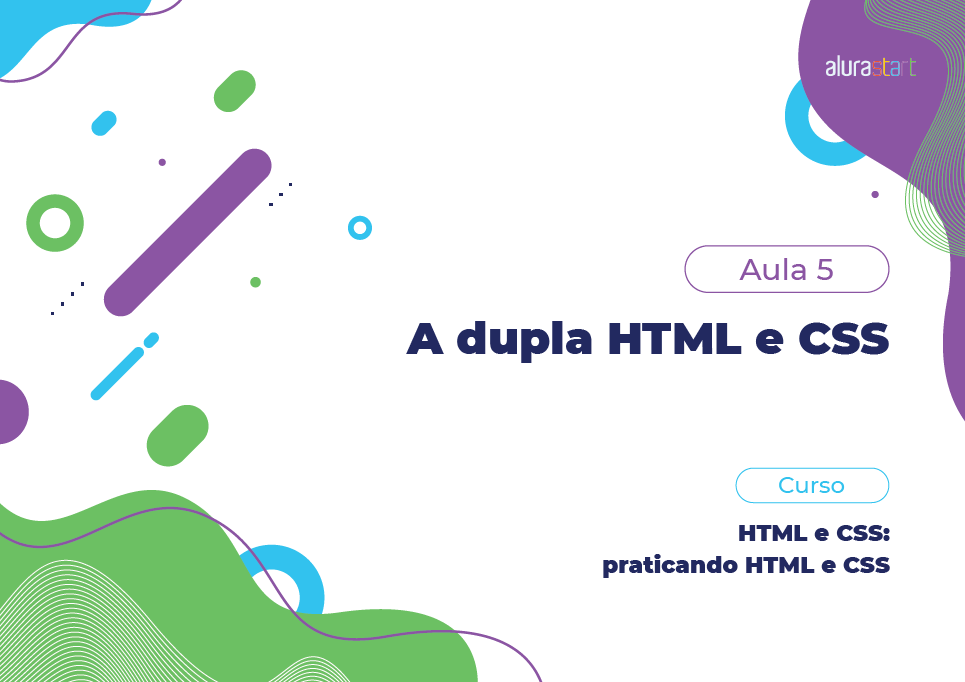 alurastart
Aula 5
A dupla HTML e CSS
Curso
HTML e CSS:
praticando HTML e CSS